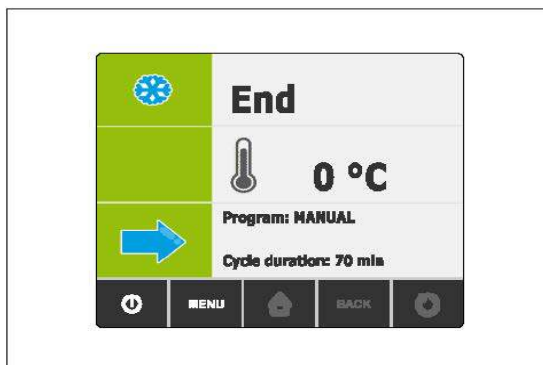 End
0 °C
Program: MANUAL
Cycle duration: 70 min
MENU
BACK